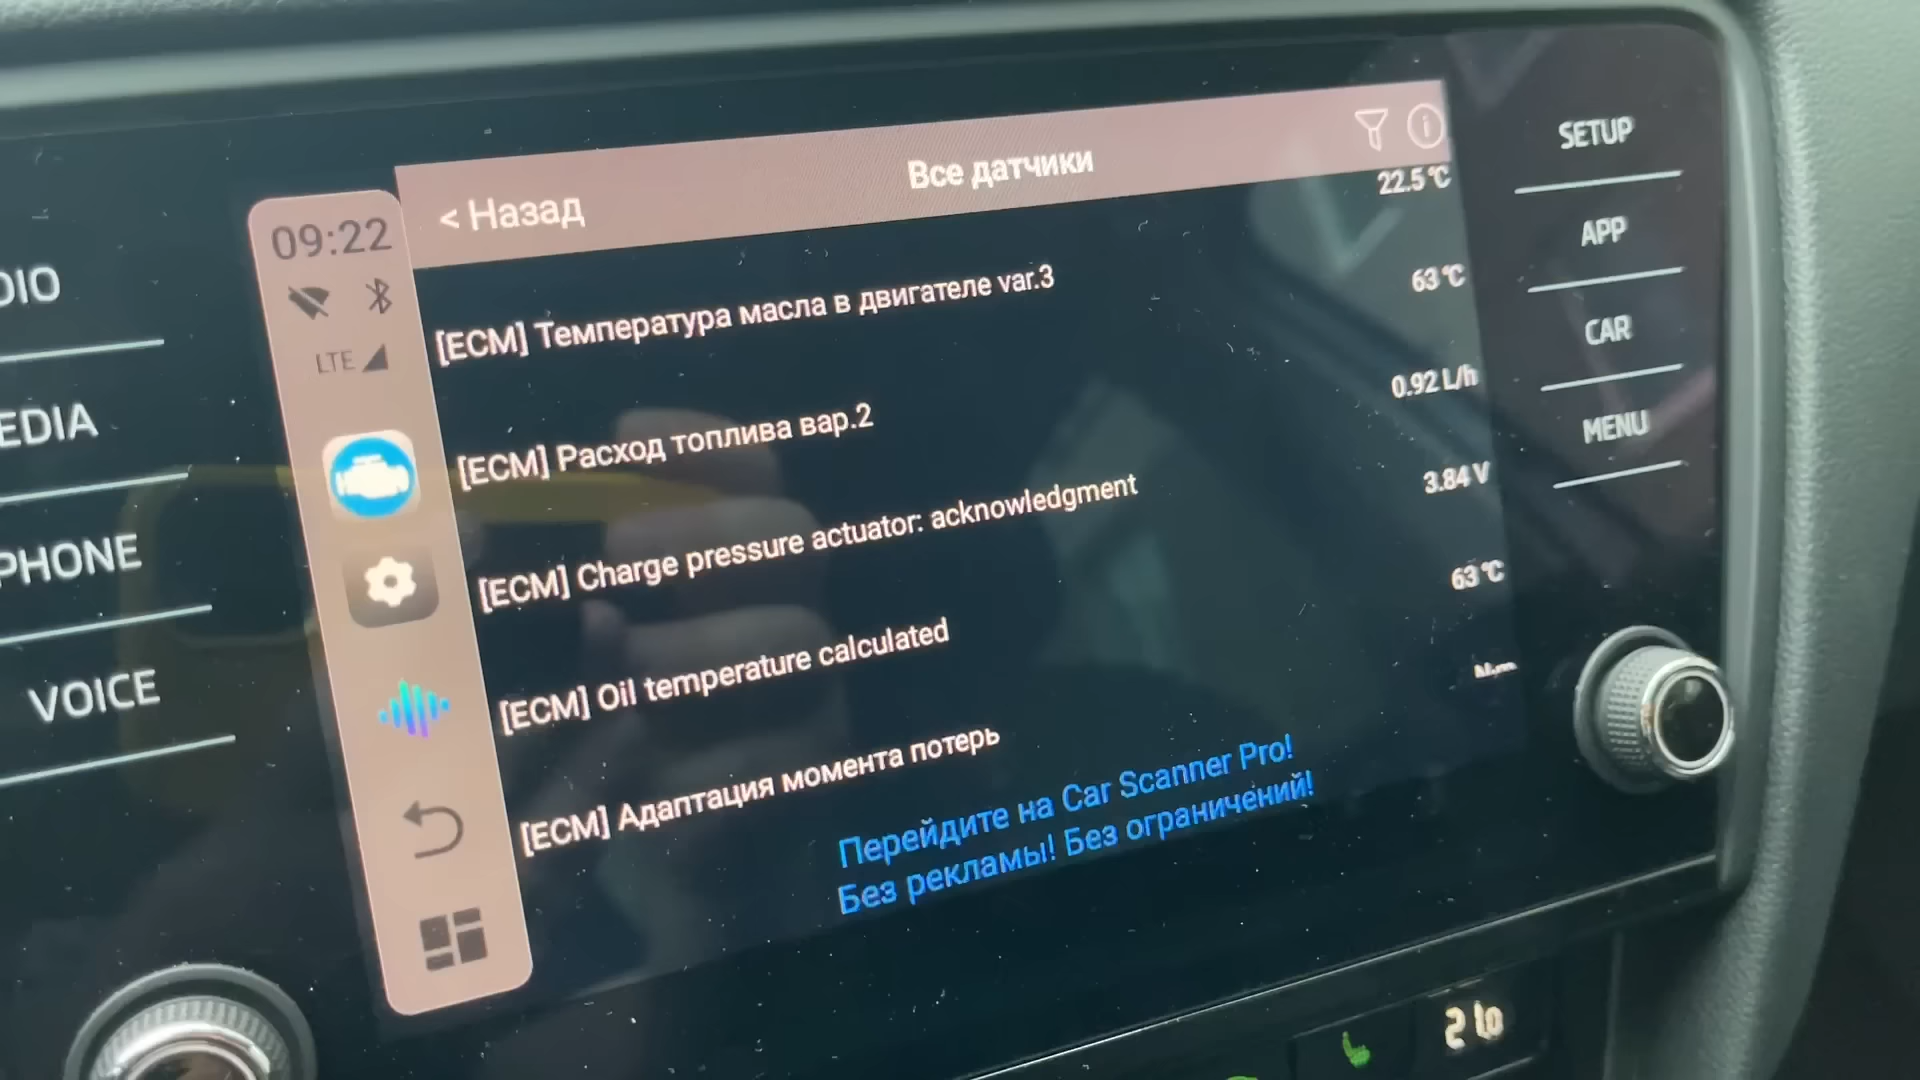 DIO
EDIA
PHONE
VOICE
09:22
LTE
< Назад
Все датчики
22.5 °C
[ECM] Температура масла в двигателе var.3
63 °C
[ECM] Расход топлива вар.2
0.92 L/h
[ECM] Charge pressure actuator: acknowledgment
3.84 V
[ECM] Oil temperature calculated
63 °C
[ECM] Адаптация момента потерь
Перейдите на Car Scanner Pro!
Без рекламы! Без ограничений!
SETUP
APP
CAR
MENU